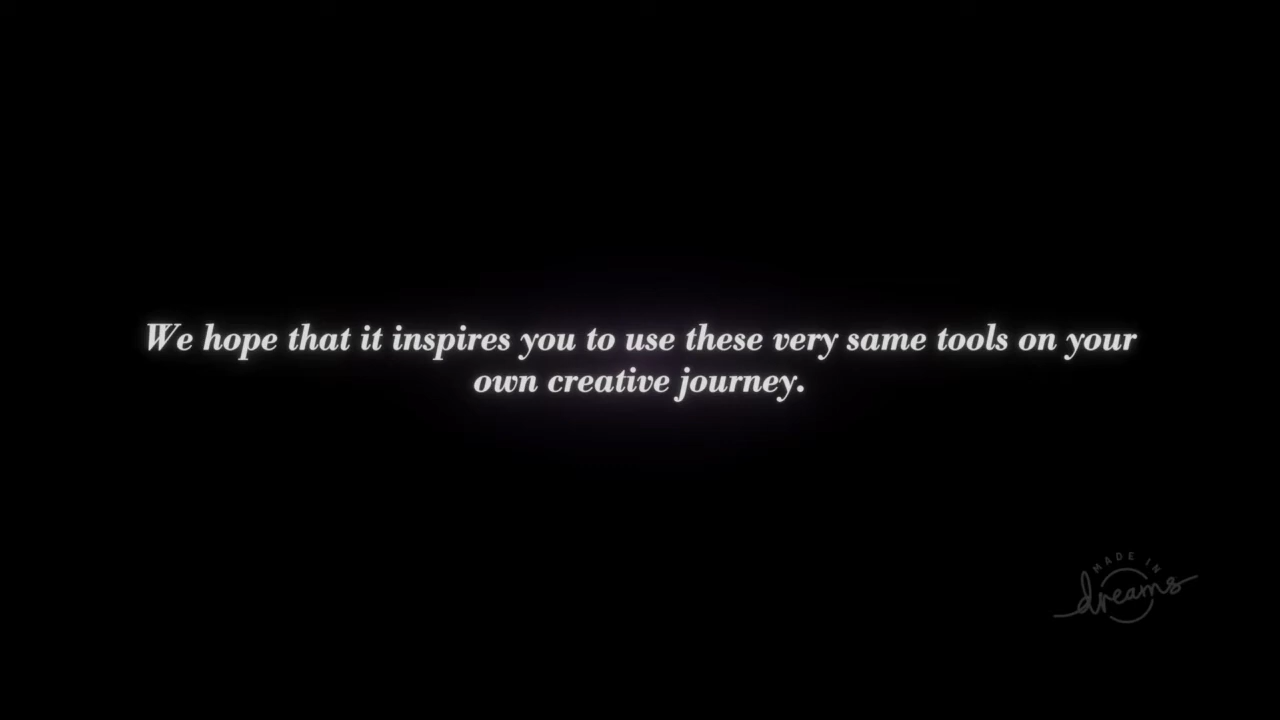 We hope that it inspires you to use these very same tools on your
own creative journey.
MADE IN
dreams